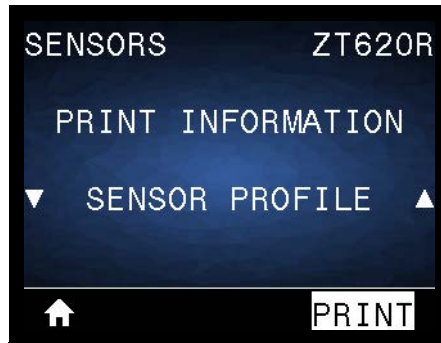 SENSORS ZT620R
PRINT INFORMATION
▼ SENSOR PROFILE ▲
PRINT